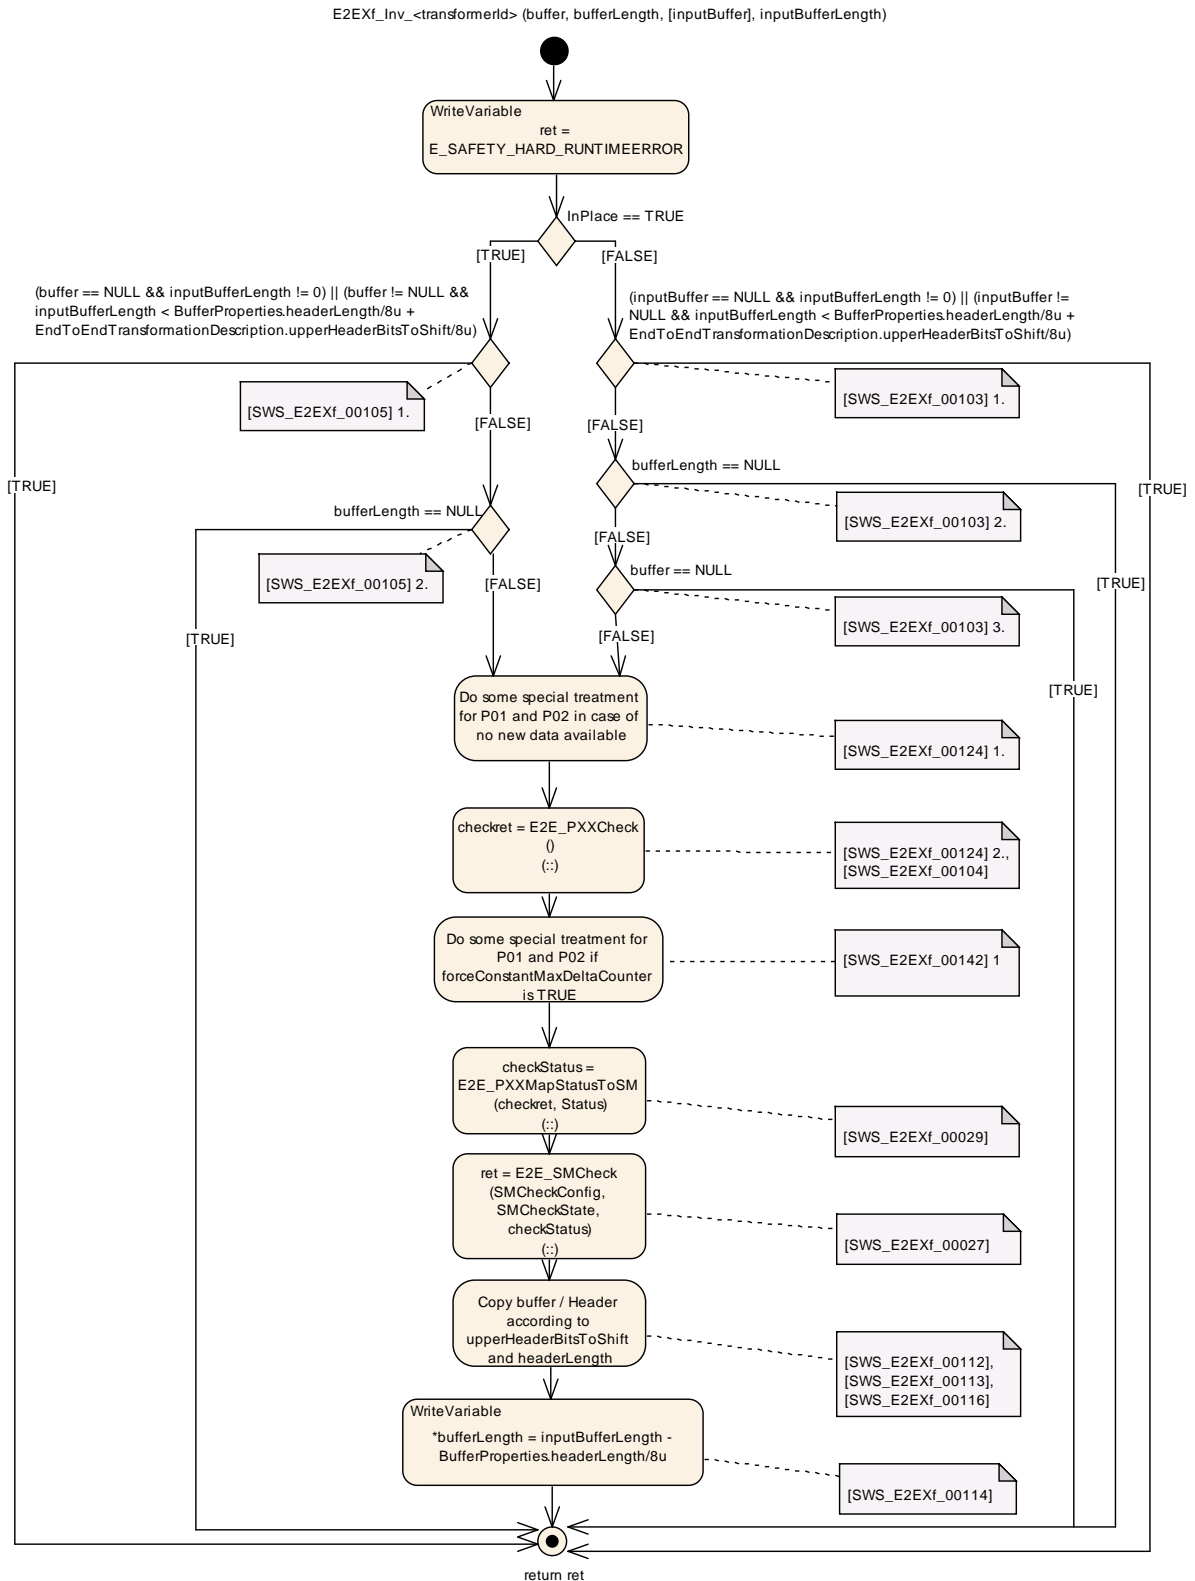 E2EXf_Inv_<transformerId> (buffer, bufferLength, [inputBuffer], inputBufferLength)
WriteVariable
ret =
E_SAFETY_HARD_RUNTIMEERROR
InPlace == TRUE
[TRUE]
[FALSE]
(buffer == NULL && inputBufferLength != 0) || (buffer != NULL &&
inputBufferLength < BufferProperties.headerLength/8u +
EndToEndTransformationDescription.upperHeaderBitsToShift/8u)
(inputBuffer == NULL && inputBufferLength != 0) || (inputBuffer !=
NULL && inputBufferLength < BufferProperties.headerLength/8u +
EndToEndTransformationDescription.upperHeaderBitsToShift/8u)
[SWS_E2EXf_00105] 1.
[SWS_E2EXf_00103] 1.
[FALSE]
[FALSE]
bufferLength == NULL
[TRUE]
[TRUE]
bufferLength == NULL
[SWS_E2EXf_00103] 2.
[FALSE]
buffer == NULL
[SWS_E2EXf_00105] 2.
[FALSE]
[TRUE]
[SWS_E2EXf_00103] 3.
[TRUE]
[FALSE]
[TRUE]
Do some special treatment
for P01 and P02 in case of
no new data available
[SWS_E2EXf_00124] 1.
checkret = E2E_PXXCheck
()
(::)
[SWS_E2EXf_00124] 2.,
[SWS_E2EXf_00104]
Do some special treatment for
P01 and P02 if
forceConstantMaxDeltaCounter
is TRUE
[SWS_E2EXf_00142] 1
checkStatus =
E2E_PXXMapStatusToSM
(checkret, Status)
(::)
[SWS_E2EXf_00029]
ret = E2E_SMCheck
(SMCheckConfig,
SMCheckState,
checkStatus)
(::)
[SWS_E2EXf_00027]
Copy buffer / Header
according to
upperHeaderBitsToShift
and headerLength
[SWS_E2EXf_00112],
[SWS_E2EXf_00113],
[SWS_E2EXf_00116]
WriteVariable
*bufferLength = inputBufferLength -
BufferProperties.headerLength/8u
[SWS_E2EXf_00114]
return ret